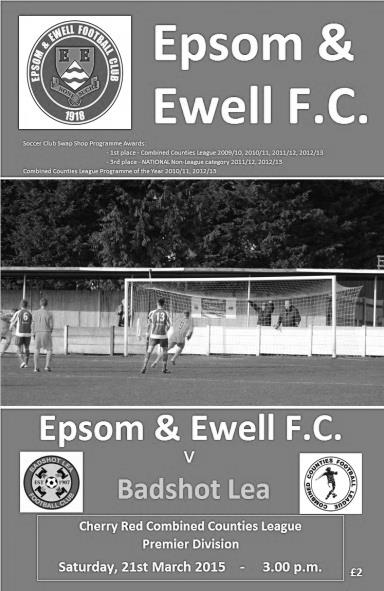 EPSOM & EWELL FOOTBALL CLUB
E E
1918
Epsom &
Ewell F.C.
Soccer Club Swap Shop Programme Awards:
- 1st place - Combined Counties League 2009/10, 2010/11, 2011/12, 2012/13
- 3rd place - NATIONAL Non-League category 2011/12, 2012/13
Combined Counties League Programme of the Year 2010/11, 2012/13
6
13
Epsom & Ewell F.C.
v
Badshot Lea
BADSHOT LEA
EST 1907
FOOTBALL CLUB
COMBINED COUNTIES FOOTBALL LEAGUE
Cherry Red Combined Counties League
Premier Division
Saturday, 21st March 2015 - 3.00 p.m.
£2